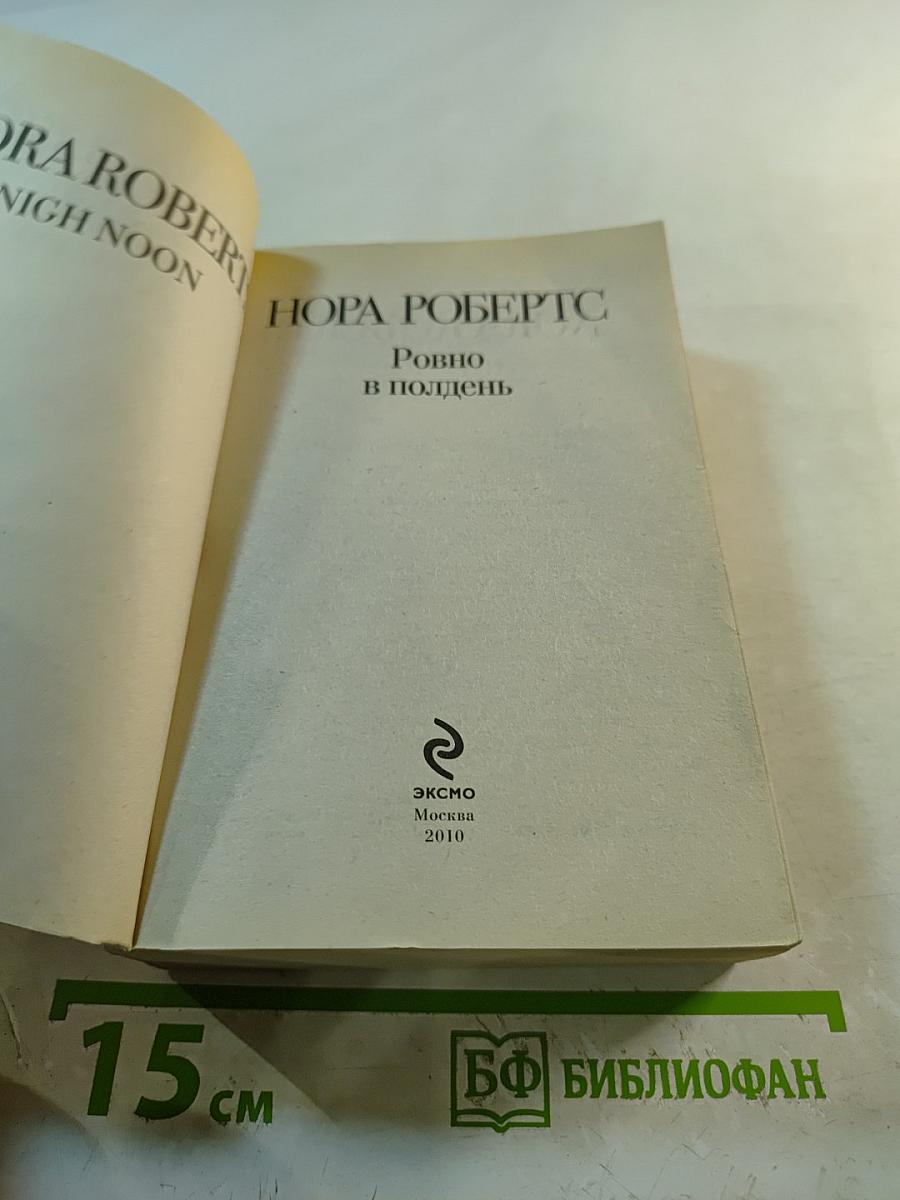 ORA ROBERT
NIGH NOON
НОРА РОБЕРТС
Ровно
в полдень
ЭКСМО
Москва
2010
15 см
БФ БИБЛИОФАН